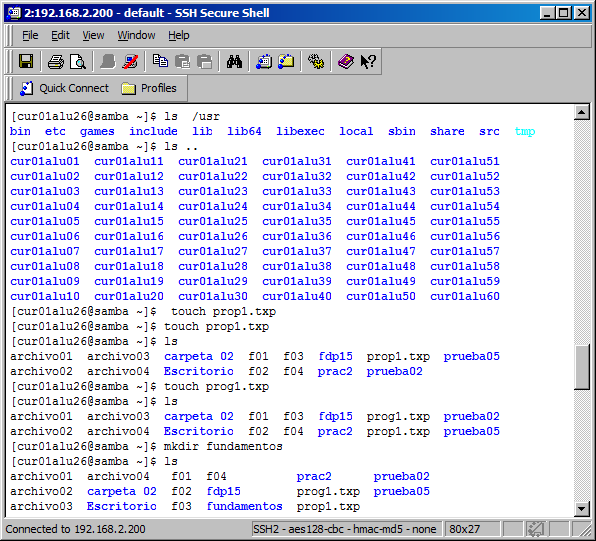 2:192.168.2.200 - default - SSH Secure Shell
File Edit View Window Help
Quick Connect Profiles
[cur01alu26@samba ~]$ ls  /usr
bin  etc  games  include  lib  lib64  libexec  local  sbin  share  src  tmp
[cur01alu26@samba ~]$ ls ..
cur01alu01  cur01alu11  cur01alu21  cur01alu31  cur01alu41  cur01alu51
cur01alu02  cur01alu12  cur01alu22  cur01alu32  cur01alu42  cur01alu52
cur01alu03  cur01alu13  cur01alu23  cur01alu33  cur01alu43  cur01alu53
cur01alu04  cur01alu14  cur01alu24  cur01alu34  cur01alu44  cur01alu54
cur01alu05  cur01alu15  cur01alu25  cur01alu35  cur01alu45  cur01alu55
cur01alu06  cur01alu16  cur01alu26  cur01alu36  cur01alu46  cur01alu56
cur01alu07  cur01alu17  cur01alu27  cur01alu37  cur01alu47  cur01alu57
cur01alu08  cur01alu18  cur01alu28  cur01alu38  cur01alu48  cur01alu58
cur01alu09  cur01alu19  cur01alu29  cur01alu39  cur01alu49  cur01alu59
cur01alu10  cur01alu20  cur01alu30  cur01alu40  cur01alu50  cur01alu60
[cur01alu26@samba ~]$  touch prop1.txp
[cur01alu26@samba ~]$ touch prop1.txp
[cur01alu26@samba ~]$ ls
archivo01  archivo03  carpeta 02  f01  f03  fdp15  prop1.txp  prueba05
archivo02  archivo04  Escritorio  f02  f04  prac2  prueba02
[cur01alu26@samba ~]$ touch prog1.txp
[cur01alu26@samba ~]$ ls
archivo01  archivo03  carpeta 02  f01  f03  fdp15  prog1.txp  prueba02
archivo02  archivo04  Escritorio  f02  f04  prac2  prop1.txp  prueba05
[cur01alu26@samba ~]$ mkdir fundamentos
[cur01alu26@samba ~]$ ls
archivo01  archivo04   f01  f04          prac2      prueba02
archivo02  carpeta 02  f02  fdp15        prog1.txp  prueba05
archivo03  Escritorio  f03  fundamentos  prop1.txp
Connected to 192.168.2.200 SSH2 - aes128-cbc - hmac-md5 - none 80x27